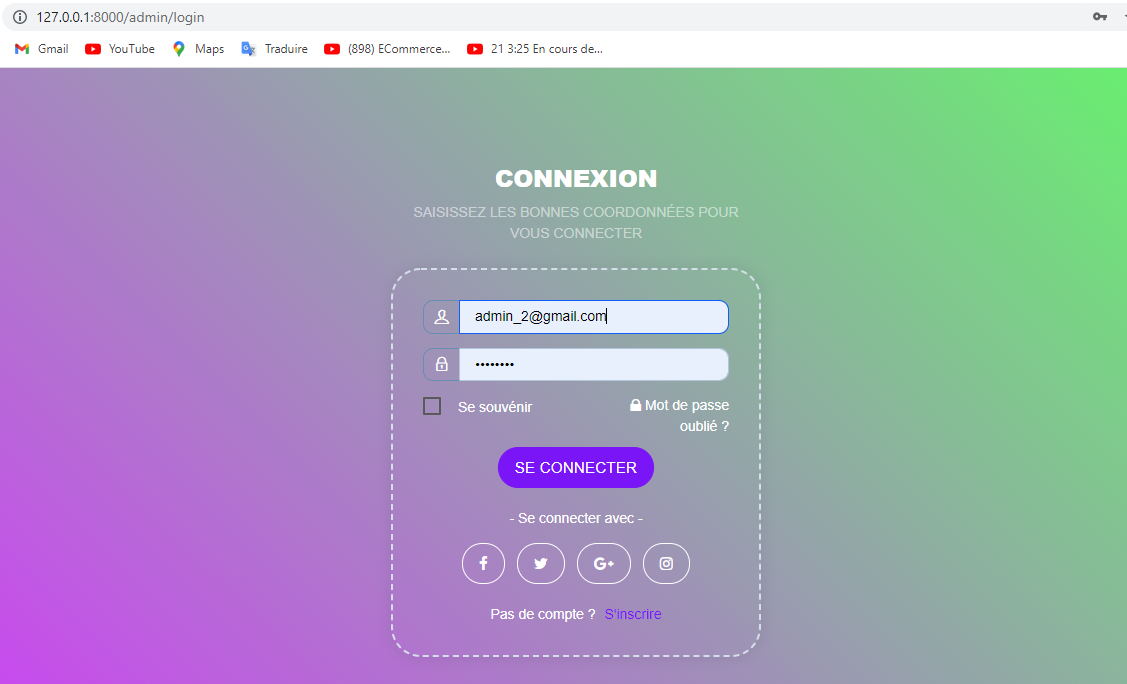 127.0.0.1:8000/admin/login
Gmail YouTube Maps Traduire (898) ECommerce... 21 3:25 En cours de...
CONNEXION
SAISISSEZ LES BONNES COORDONNÉES POUR
VOUS CONNECTER
admin_2@gmail.com
••••••••
Se souvénir
Mot de passe
oublié ?
SE CONNECTER
- Se connecter avec -
G+
Pas de compte ? S'inscrire